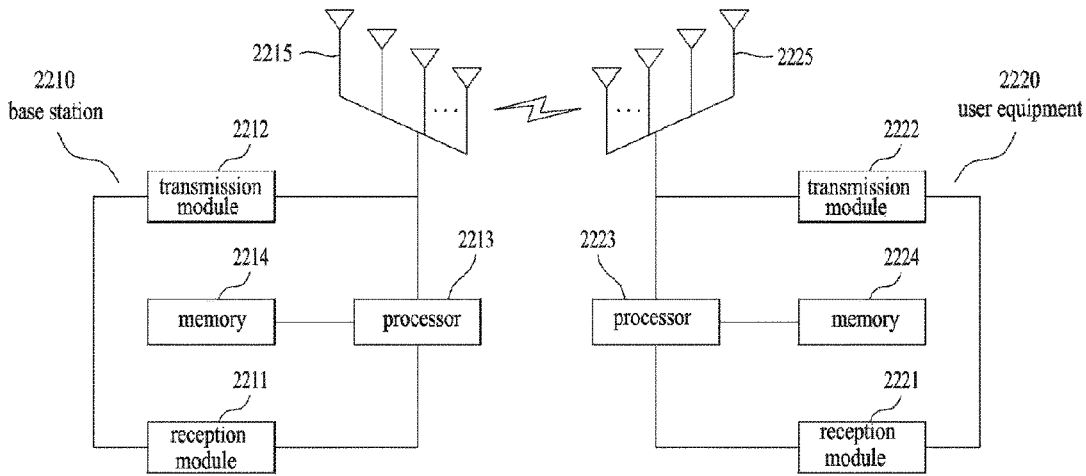 2215
2225
2210
base station
2220
user equipment
2212
transmission
module
2222
transmission
module
2214
memory
2213
processor
2223
processor
2224
memory
2211
reception
module
2221
reception
module